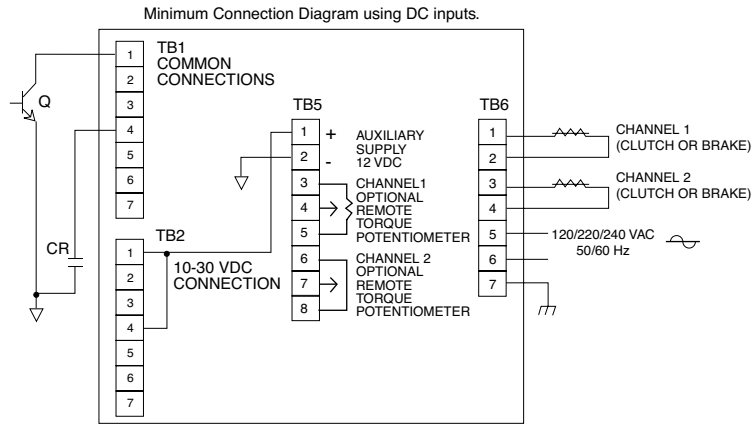 Minimum Connection Diagram using DC inputs.
TB1
COMMON
CONNECTIONS
1
2
3
4
5
6
7
Q
CR
TB2
10-30 VDC
CONNECTION
1
2
3
4
5
6
7
TB5
1
2
3
4
5
6
7
8
+ AUXILIARY
SUPPLY
- 12 VDC
CHANNEL1
OPTIONAL
REMOTE
TORQUE
POTENTIOMETER
CHANNEL 2
OPTIONAL
REMOTE
TORQUE
POTENTIOMETER
TB6
1
2
3
4
5
6
7
CHANNEL 1
(CLUTCH OR BRAKE)
CHANNEL 2
(CLUTCH OR BRAKE)
120/220/240 VAC
50/60 Hz